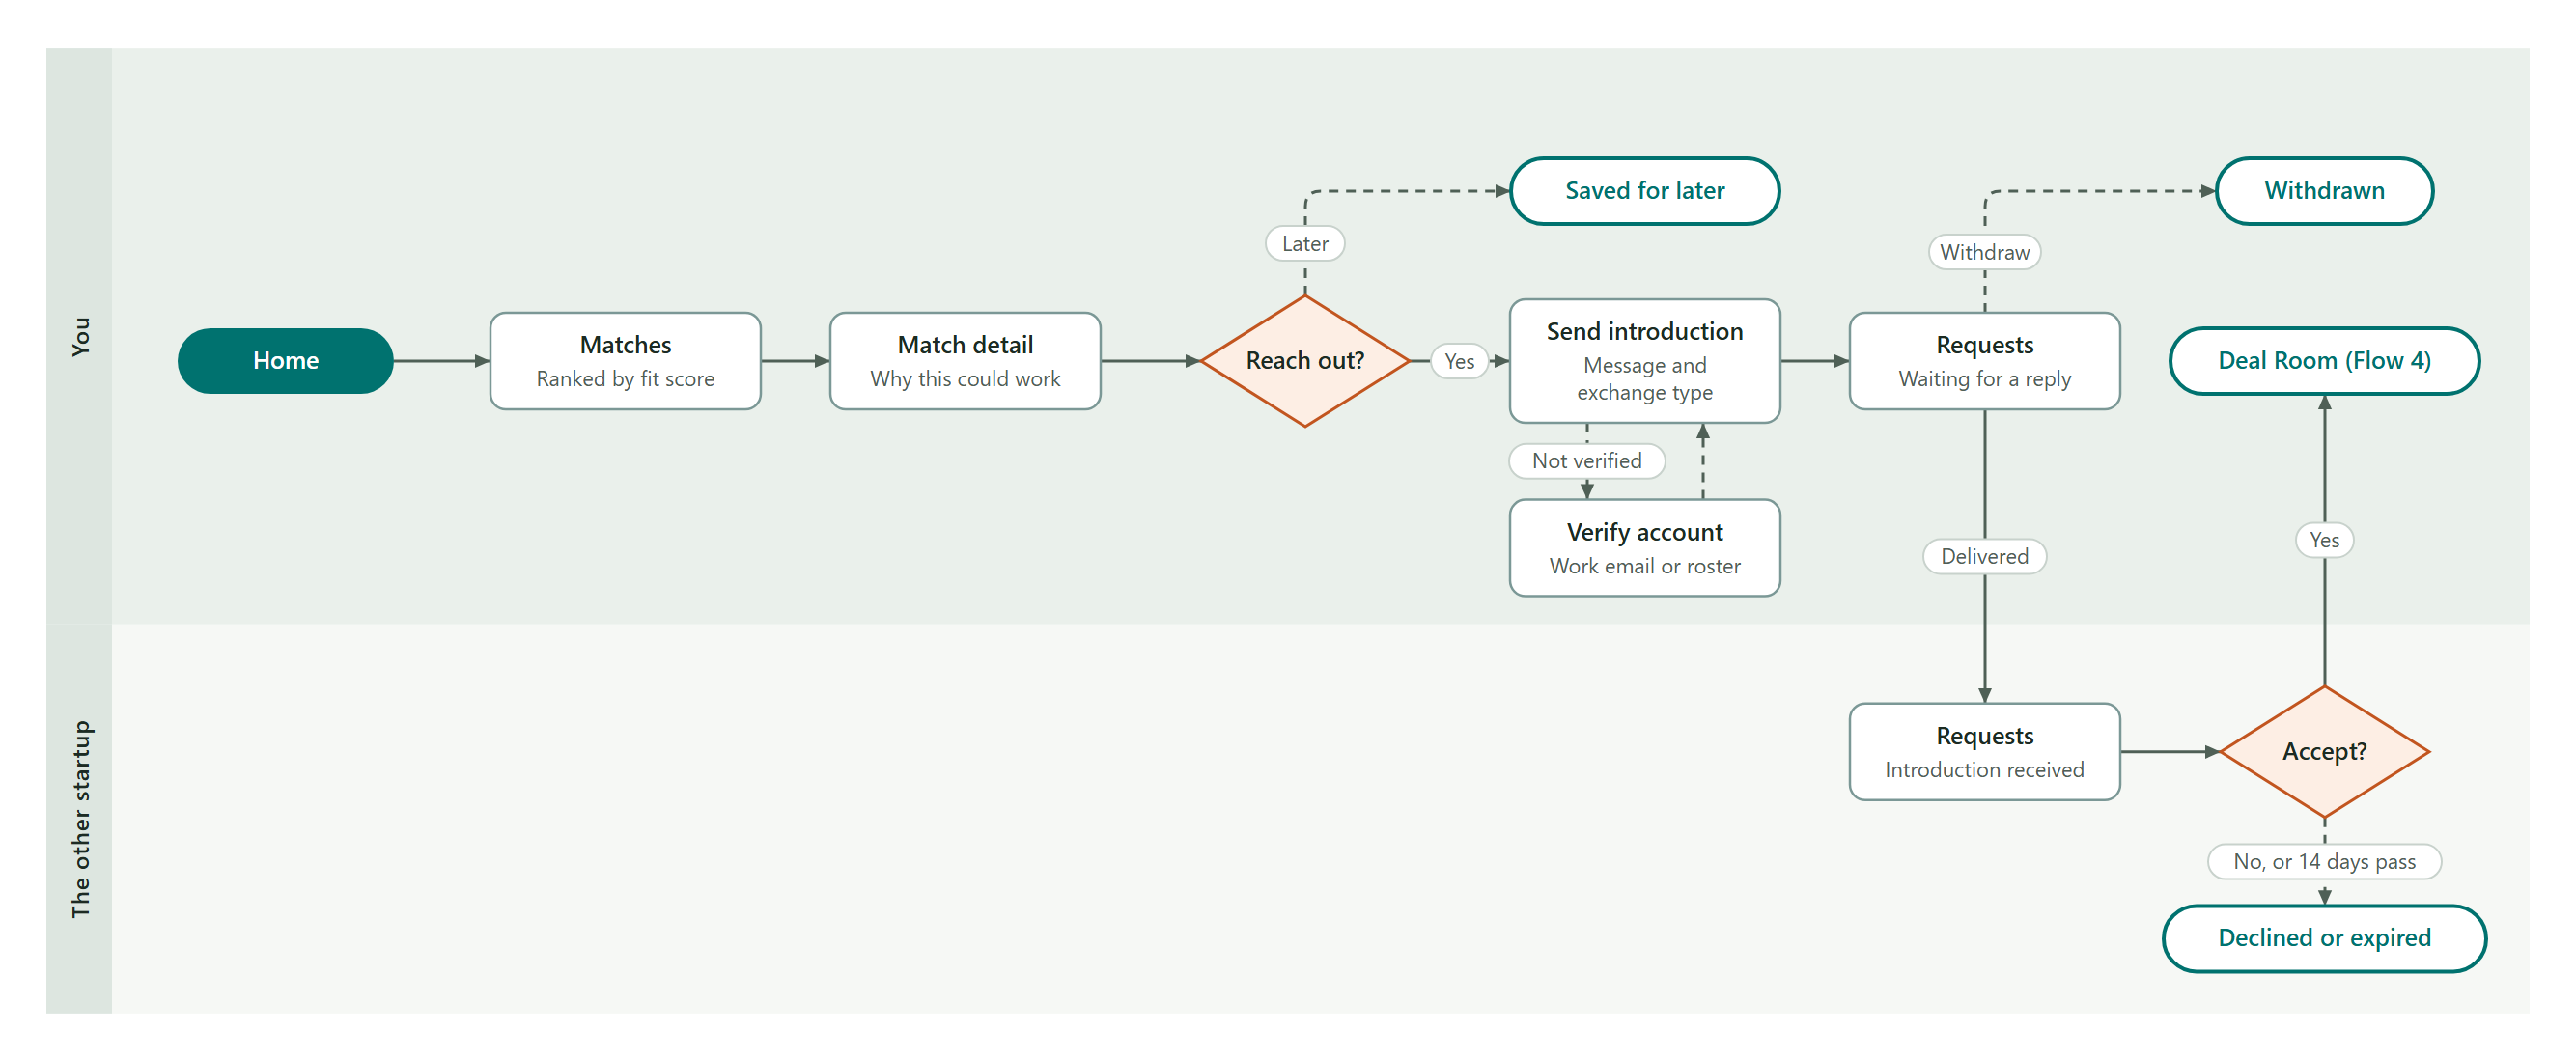 You
Home
Matches
Ranked by fit score
Match detail
Why this could work
Reach out?
Later
Saved for later
Yes
Send introduction
Message and
exchange type
Not verified
Verify account
Work email or roster
Requests
Waiting for a reply
Withdraw
Withdrawn
Delivered
Deal Room (Flow 4)
Yes
The other startup
Requests
Introduction received
Accept?
No, or 14 days pass
Declined or expired